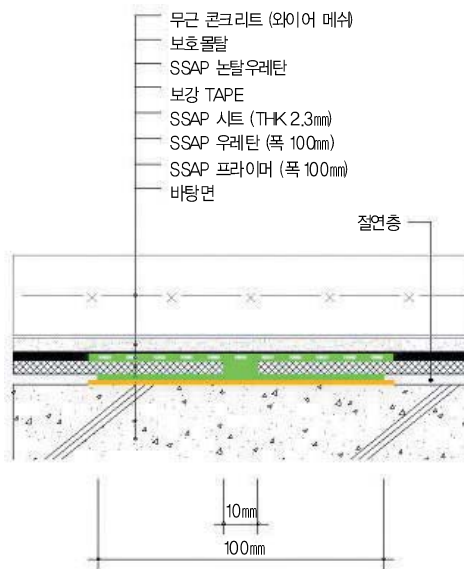 무근 콘크리트 (와이어 메쉬)
보호몰탈
SSAP 논탈우레탄
보강 TAPE
SSAP 시트 (THK 2.3㎜)
SSAP 우레탄 (폭 100㎜)
SSAP 프라이머 (폭 100㎜)
바탕면
절연층
10㎜
100㎜